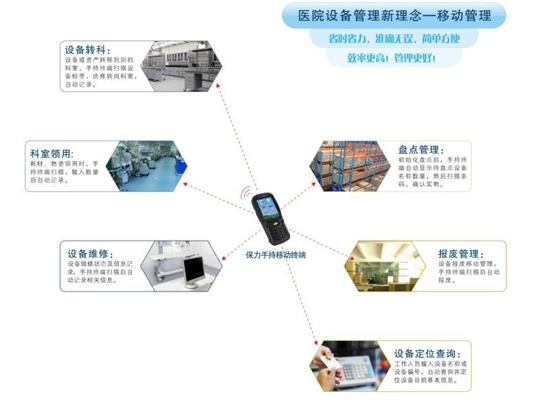 医院设备管理新理念—移动管理
省时省力，准确无误，简单方便
效率更高！管理更好！
设备转科：
设备或资产转移到别的
科室，手持终端扫描设
备标签，选择转向科室，
自动记录。
科室领用：
耗材、物资领用时，手
持终端扫描，输入数量
后自动记录。
盘点管理：
初始化盘点后，手持终
端自动显示待盘点设备
名称数量，然后扫描条
码，确认实物。
保力手持移动终端
设备维修：
设备维修状态及信息记
录，手持终端扫描后自
动记录相关信息。
报废管理：
设备报废移动管理，
手持终端扫描后自动
报废。
设备定位查询：
工作人员输入设备名称或
设备编号，自动查询并定
位设备目前基本信息。